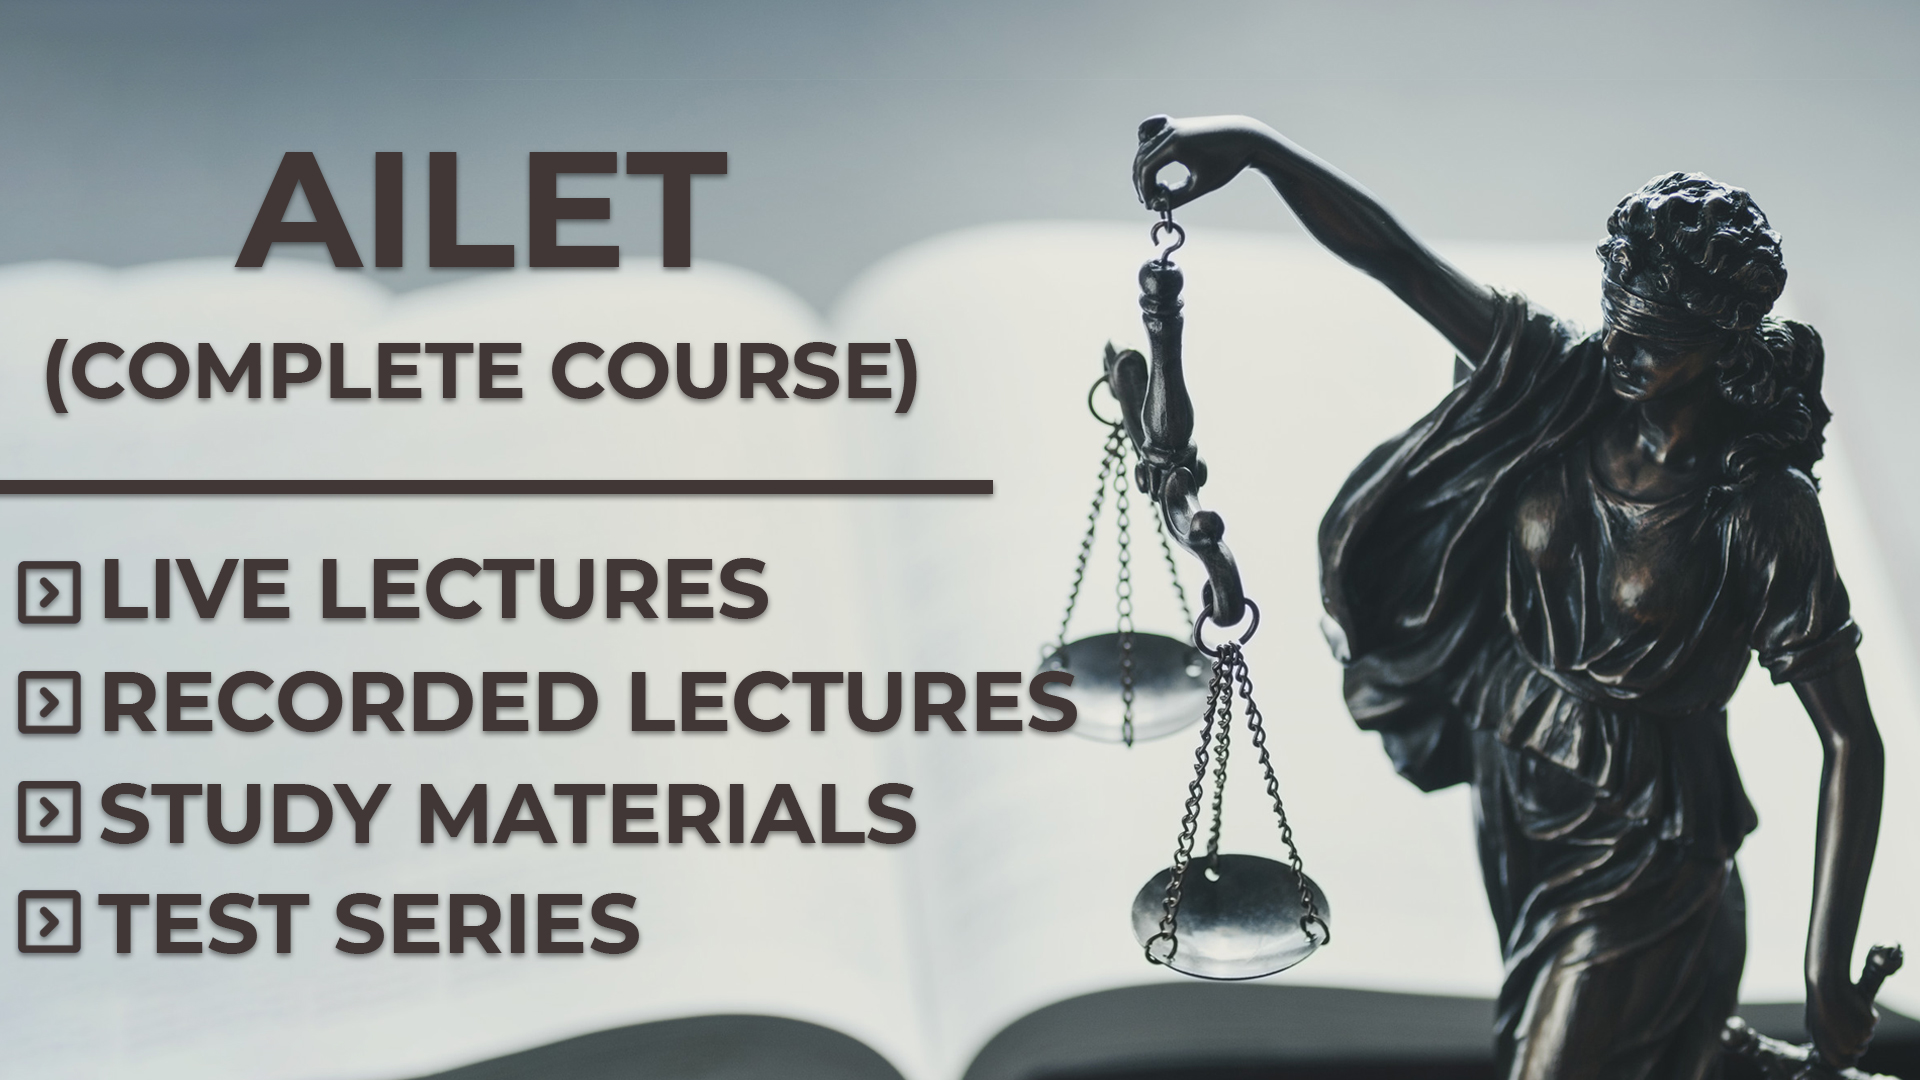 AILET
(COMPLETE COURSE)
LIVE LECTURES
RECORDED LECTURES
STUDY MATERIALS
TEST SERIES